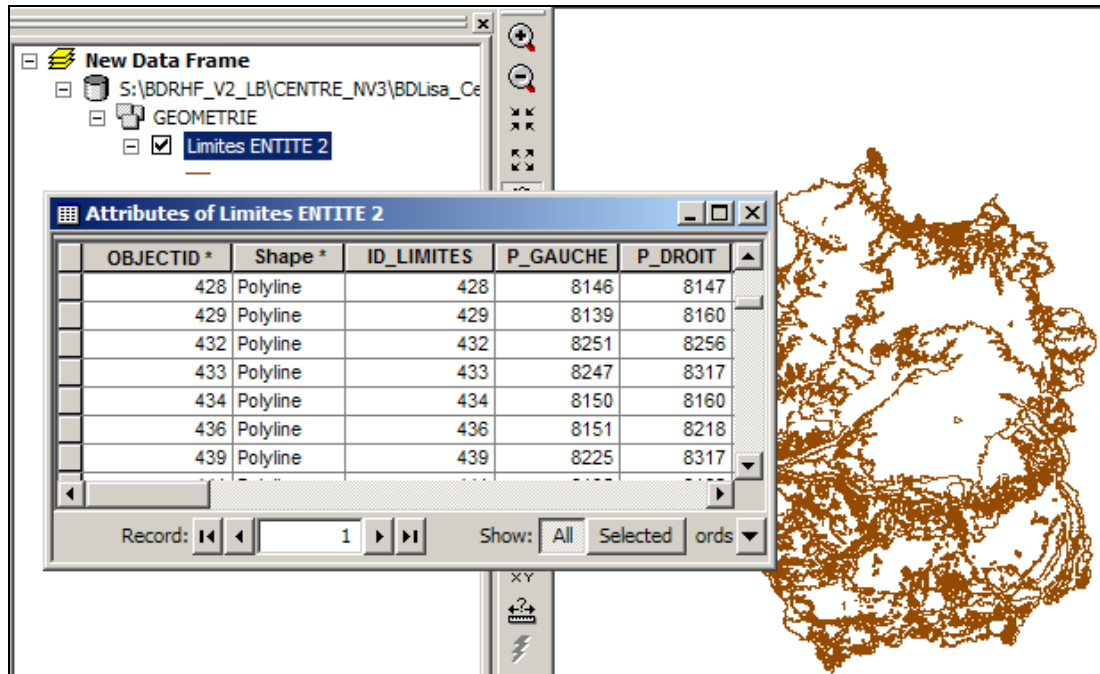 New Data Frame
S:\BDRHF_V2_LB\CENTRE_NV3\BDLisa_Ce
GEOMETRIE
Limites ENTITE 2
Attributes of Limites ENTITE 2
OBJECTID * Shape * ID_LIMITES P_GAUCHE P_DROIT
428 Polyline 428 8146 8147
429 Polyline 429 8139 8160
432 Polyline 432 8251 8256
433 Polyline 433 8247 8317
434 Polyline 434 8150 8160
436 Polyline 436 8151 8218
439 Polyline 439 8225 8317
Record: 1 Show: All Selected ords
XY